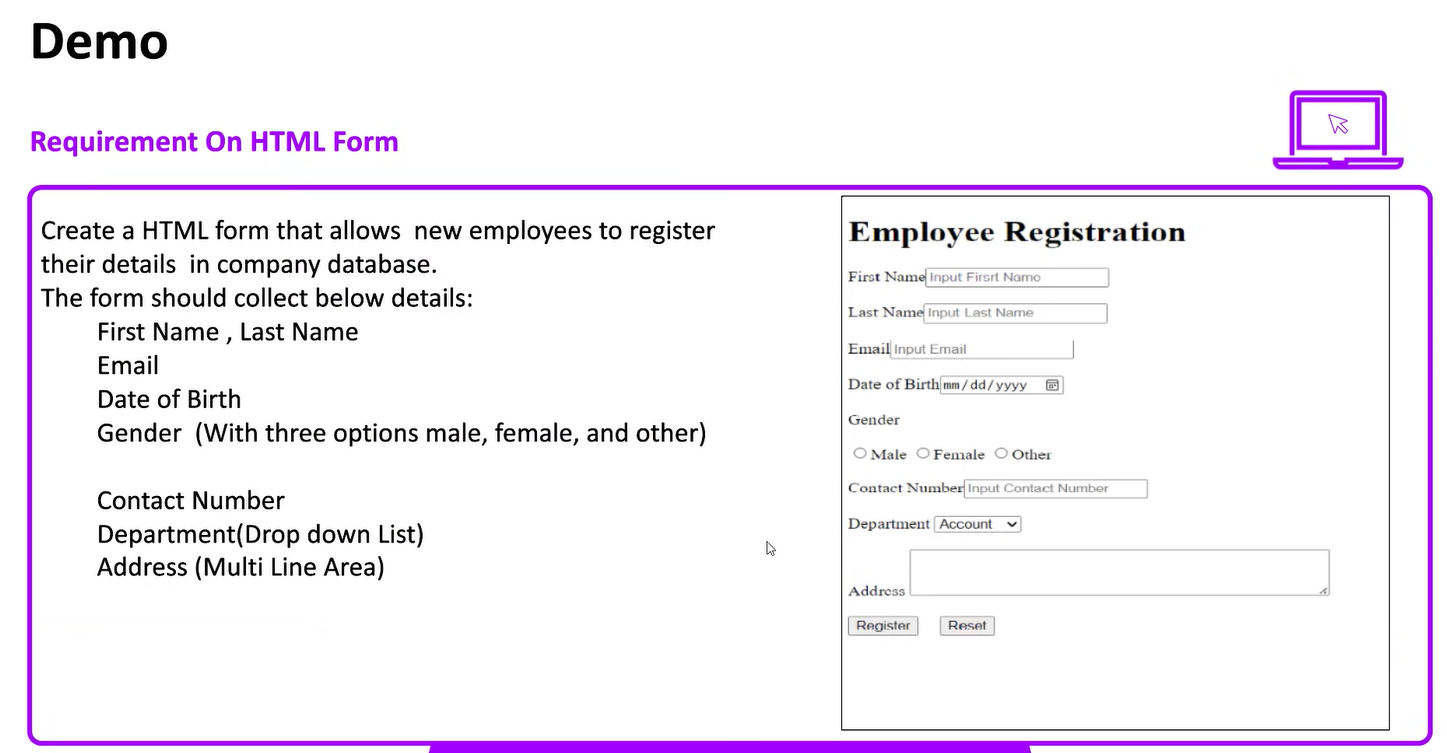 Demo
Requirement On HTML Form
Create a HTML form that allows new employees to register
their details in company database.
The form should collect below details:
First Name , Last Name
Email
Date of Birth
Gender (With three options male, female, and other)
Contact Number
Department(Drop down List)
Address (Multi Line Area)
Employee Registration
First Name Input Firsrt Name
Last Name Input Last Name
Email Input Email
Date of Birth mm/dd/yyyy
Gender
Male Female Other
Contact Number Input Contact Number
Department Account
Address
Register Reset